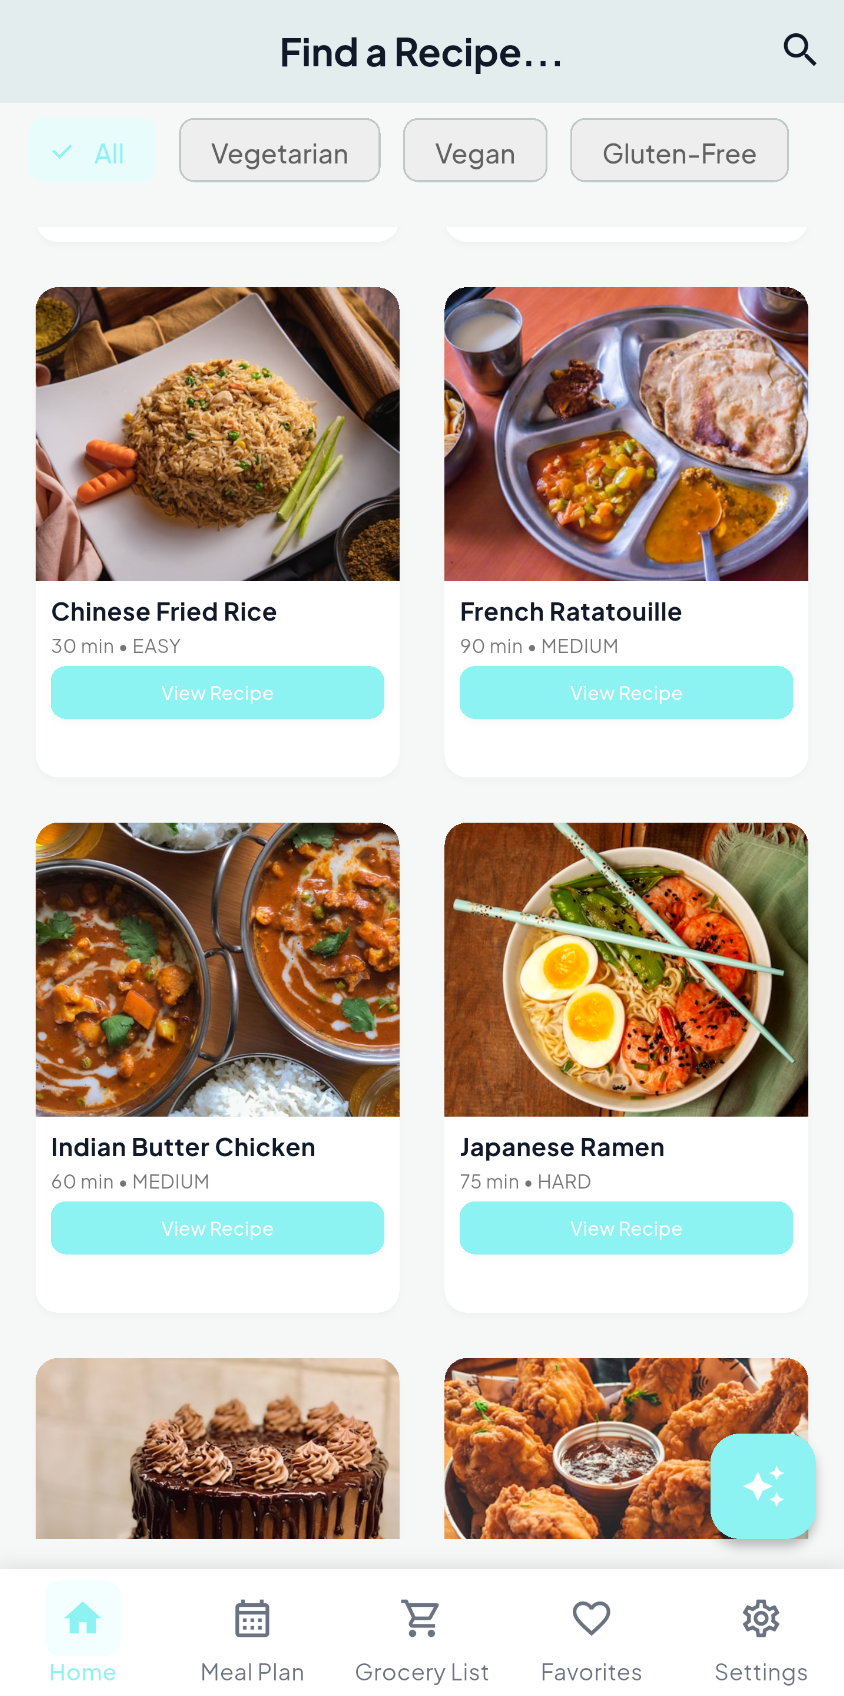 Find a Recipe...
All
Vegetarian
Vegan
Gluten-Free
Chinese Fried Rice
30 min • EASY
View Recipe
French Ratatouille
90 min • MEDIUM
View Recipe
Indian Butter Chicken
60 min • MEDIUM
View Recipe
Japanese Ramen
75 min • HARD
View Recipe
Home
Meal Plan
Grocery List
Favorites
Settings